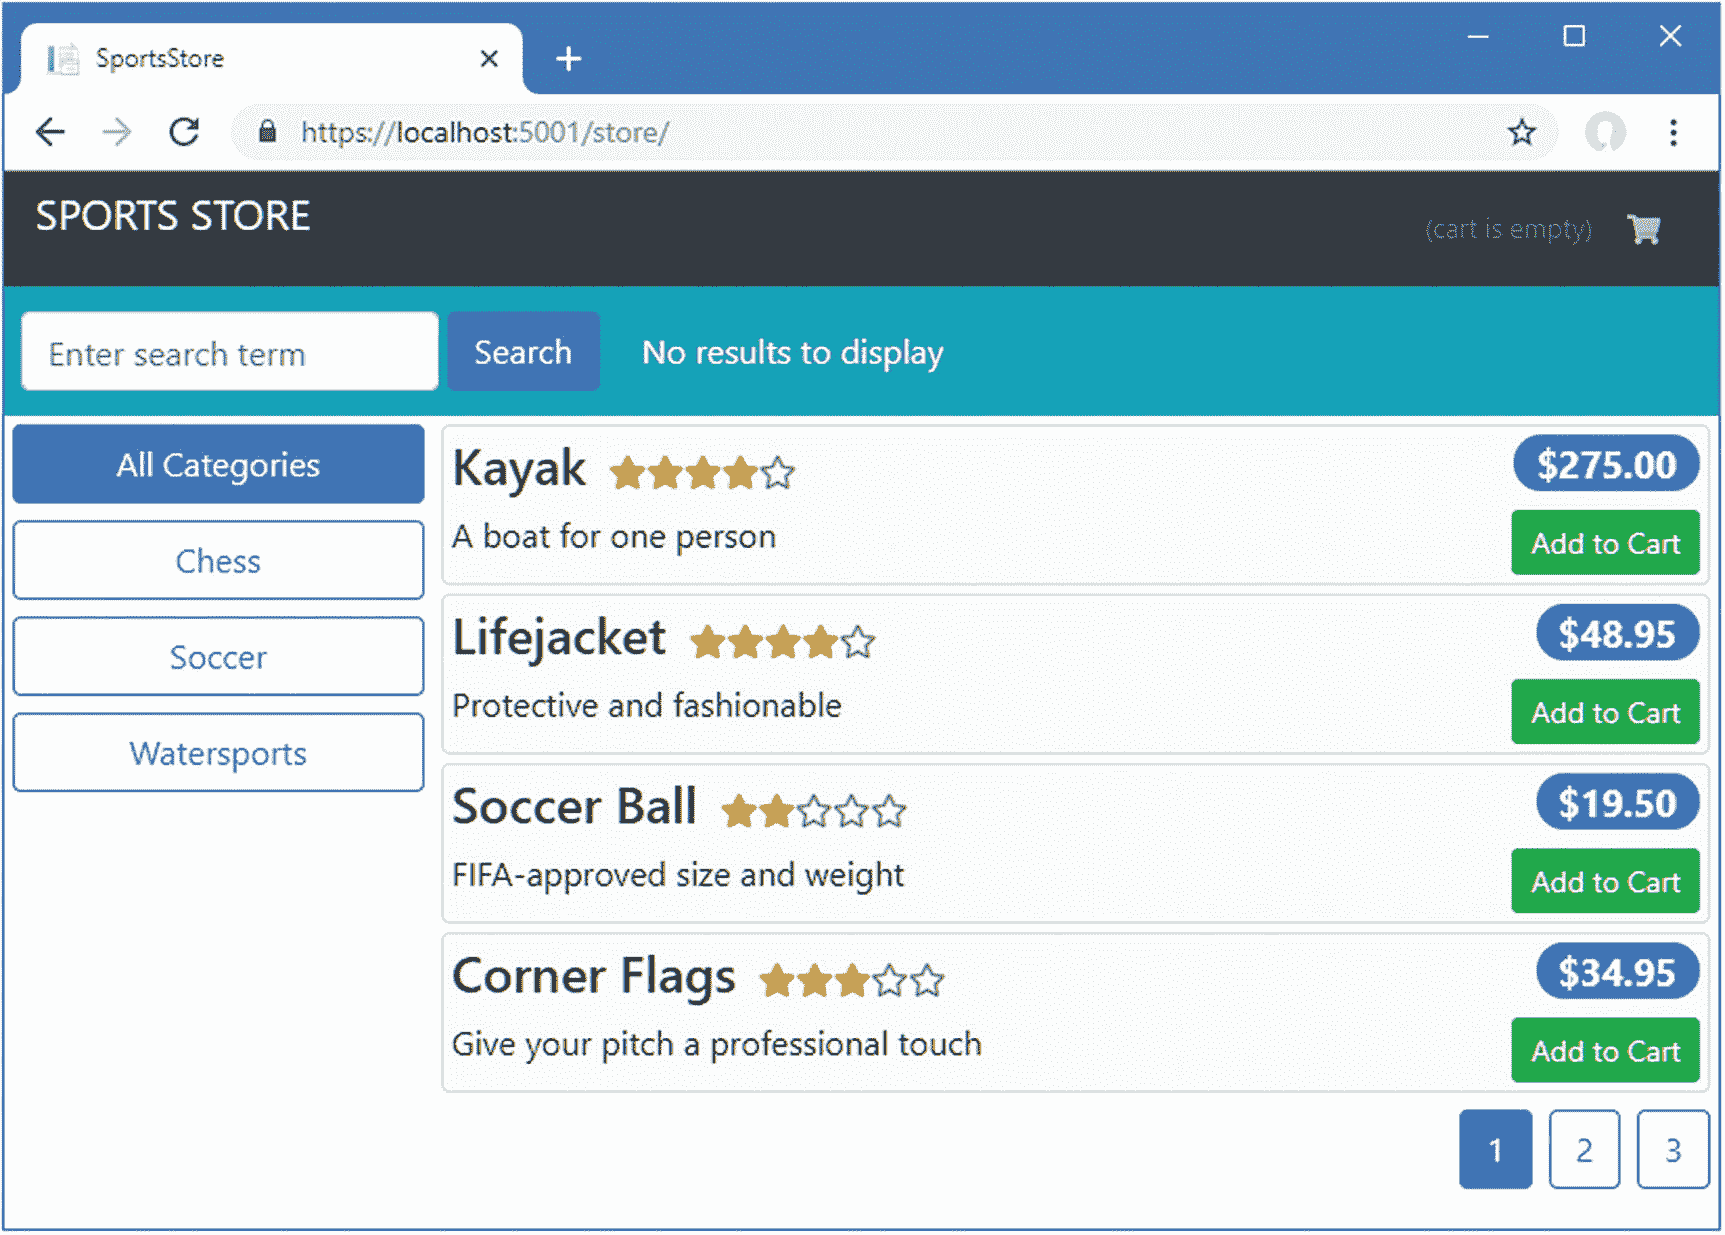 SportsStore
https://localhost:5001/store/
SPORTS STORE
(cart is empty)
Enter search term
Search
No results to display
All Categories
Chess
Soccer
Watersports
Kayak
$275.00
A boat for one person
Add to Cart
Lifejacket
$48.95
Protective and fashionable
Add to Cart
Soccer Ball
$19.50
FIFA-approved size and weight
Add to Cart
Corner Flags
$34.95
Give your pitch a professional touch
Add to Cart
1 2 3